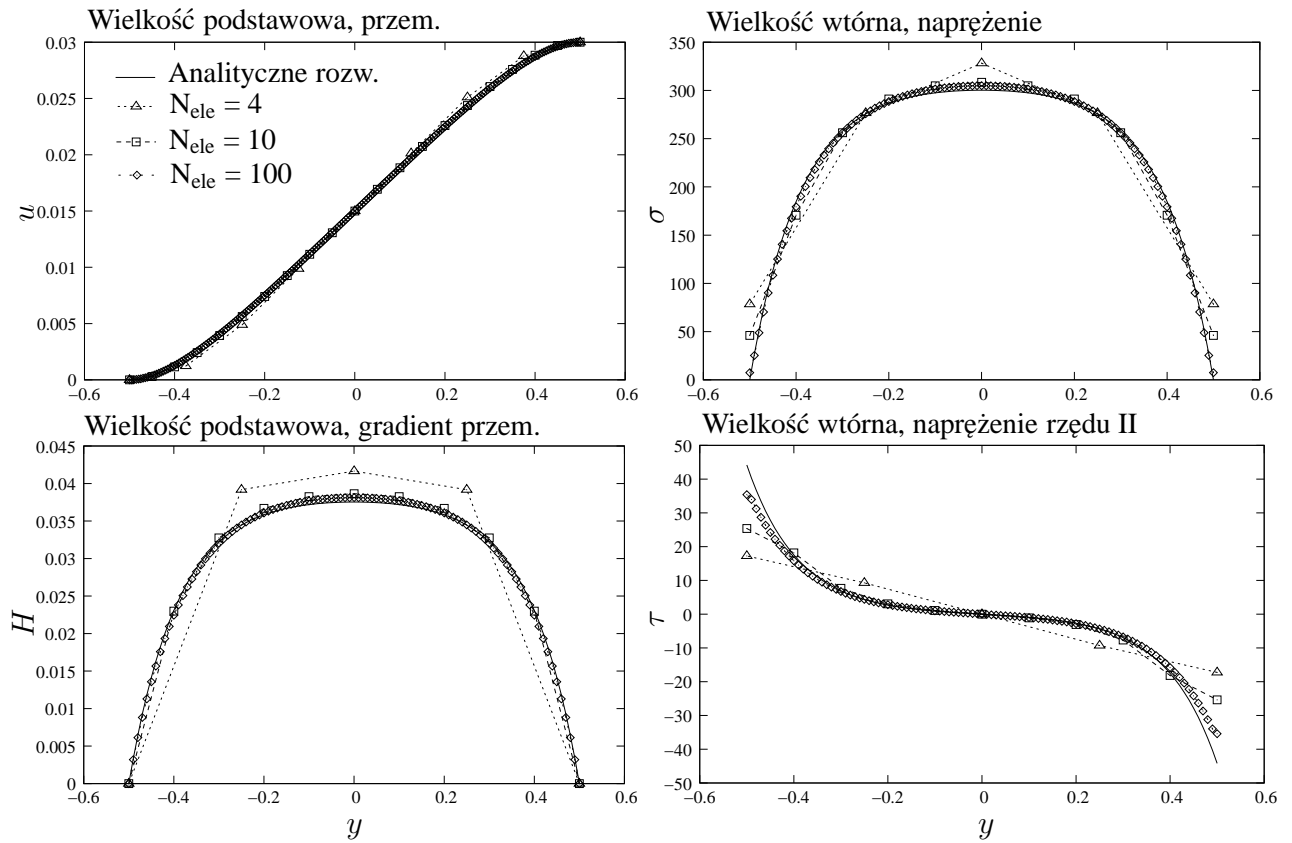 Wielkość podstawowa, przem.
0.03
0.025
0.02
0.015
0.01
0.005
0
u
Analityczne rozw.
N_ele = 4
N_ele = 10
N_ele = 100
−0.6 −0.4 −0.2 0 0.2 0.4 0.6
Wielkość wtórna, naprężenie
350
300
250
200
150
100
50
0
σ
−0.6 −0.4 −0.2 0 0.2 0.4 0.6
Wielkość podstawowa, gradient przem.
0.045
0.04
0.035
0.03
0.025
0.02
0.015
0.01
0.005
0
H
−0.6 −0.4 −0.2 0 0.2 0.4 0.6
y
Wielkość wtórna, naprężenie rzędu II
50
40
30
20
10
0
−10
−20
−30
−40
−50
τ
−0.6 −0.4 −0.2 0 0.2 0.4 0.6
y